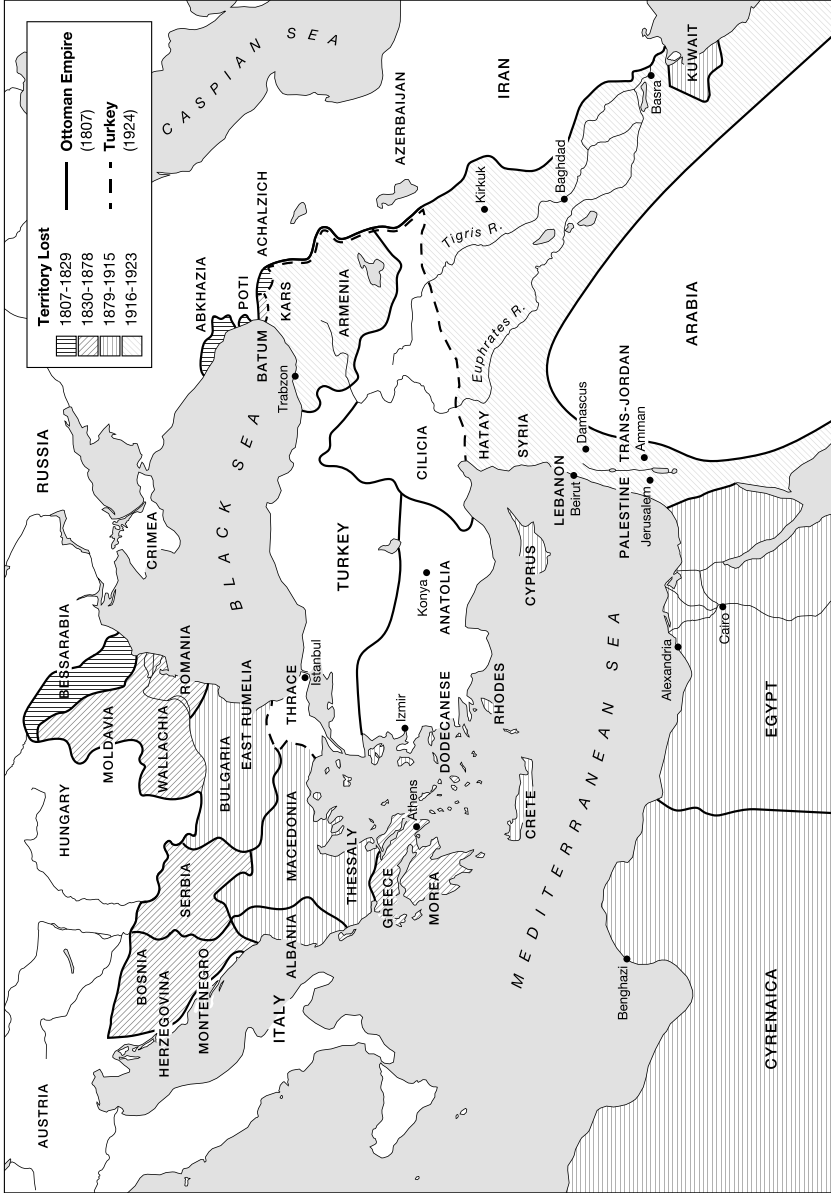 Territory Lost
1807-1829
1830-1878
1879-1915
1916-1923
Ottoman Empire
(1807)
Turkey
(1924)
AUSTRIA
HUNGARY
RUSSIA
CASPIAN SEA
BESSARABIA
CRIMEA
MOLDAVIA
WALLACHIA
ROMANIA
BOSNIA
HERZEGOVINA
MONTENEGRO
SERBIA
BULGARIA
EAST RUMELIA
BLACK SEA
ABKHAZIA
POTI
ACHALZICH
BATUM
KARS
Trabzon
ARMENIA
AZERBAIJAN
IRAN
ITALY
ALBANIA
MACEDONIA
THRACE
Istanbul
TURKEY
THESSALY
GREECE
MOREA
Athens
Izmir
DODECANESE
Konya
ANATOLIA
CILICIA
Tigris R.
Kirkuk
Euphrates R.
Baghdad
Basra
KUWAIT
RHODES
CRETE
CYPRUS
HATAY
SYRIA
LEBANON
Beirut
Damascus
PALESTINE
Jerusalem
TRANS-JORDAN
Amman
ARABIA
MEDITERRANEAN SEA
Benghazi
Alexandria
Cairo
CYRENAICA
EGYPT